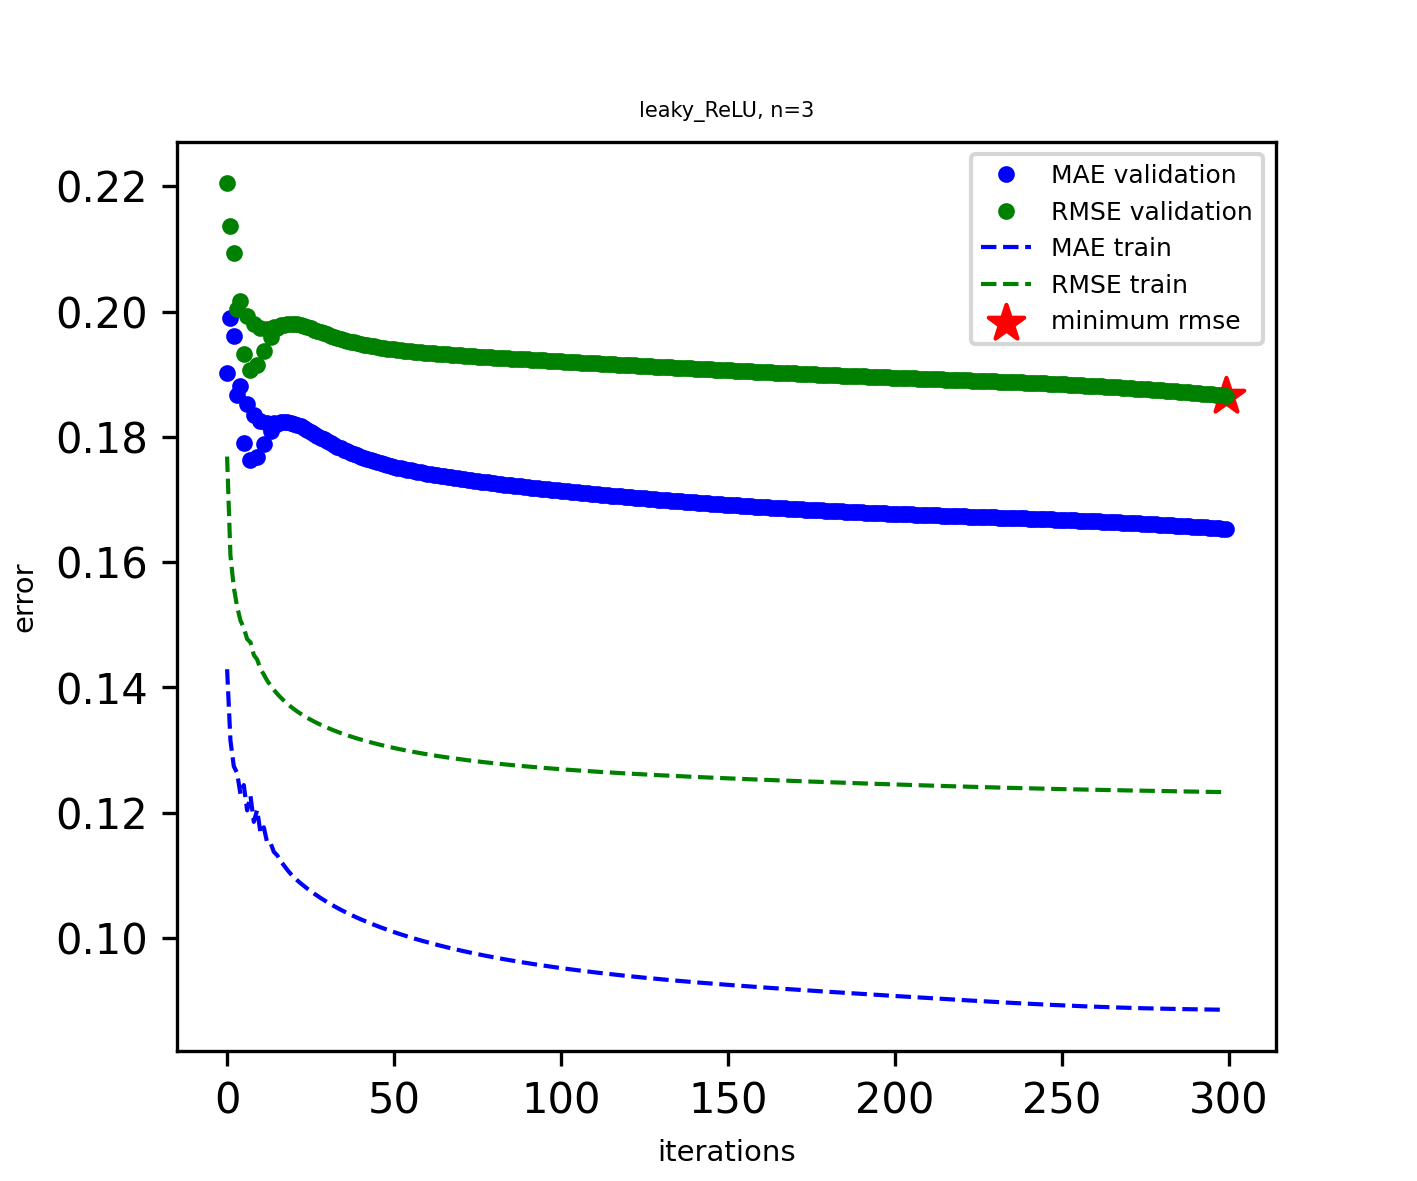 leaky_ReLU, n=3
MAE validation
RMSE validation
MAE train
RMSE train
minimum rmse
0.22
0.20
0.18
0.16
0.14
0.12
0.10
error
0
50
100
150
200
250
300
iterations